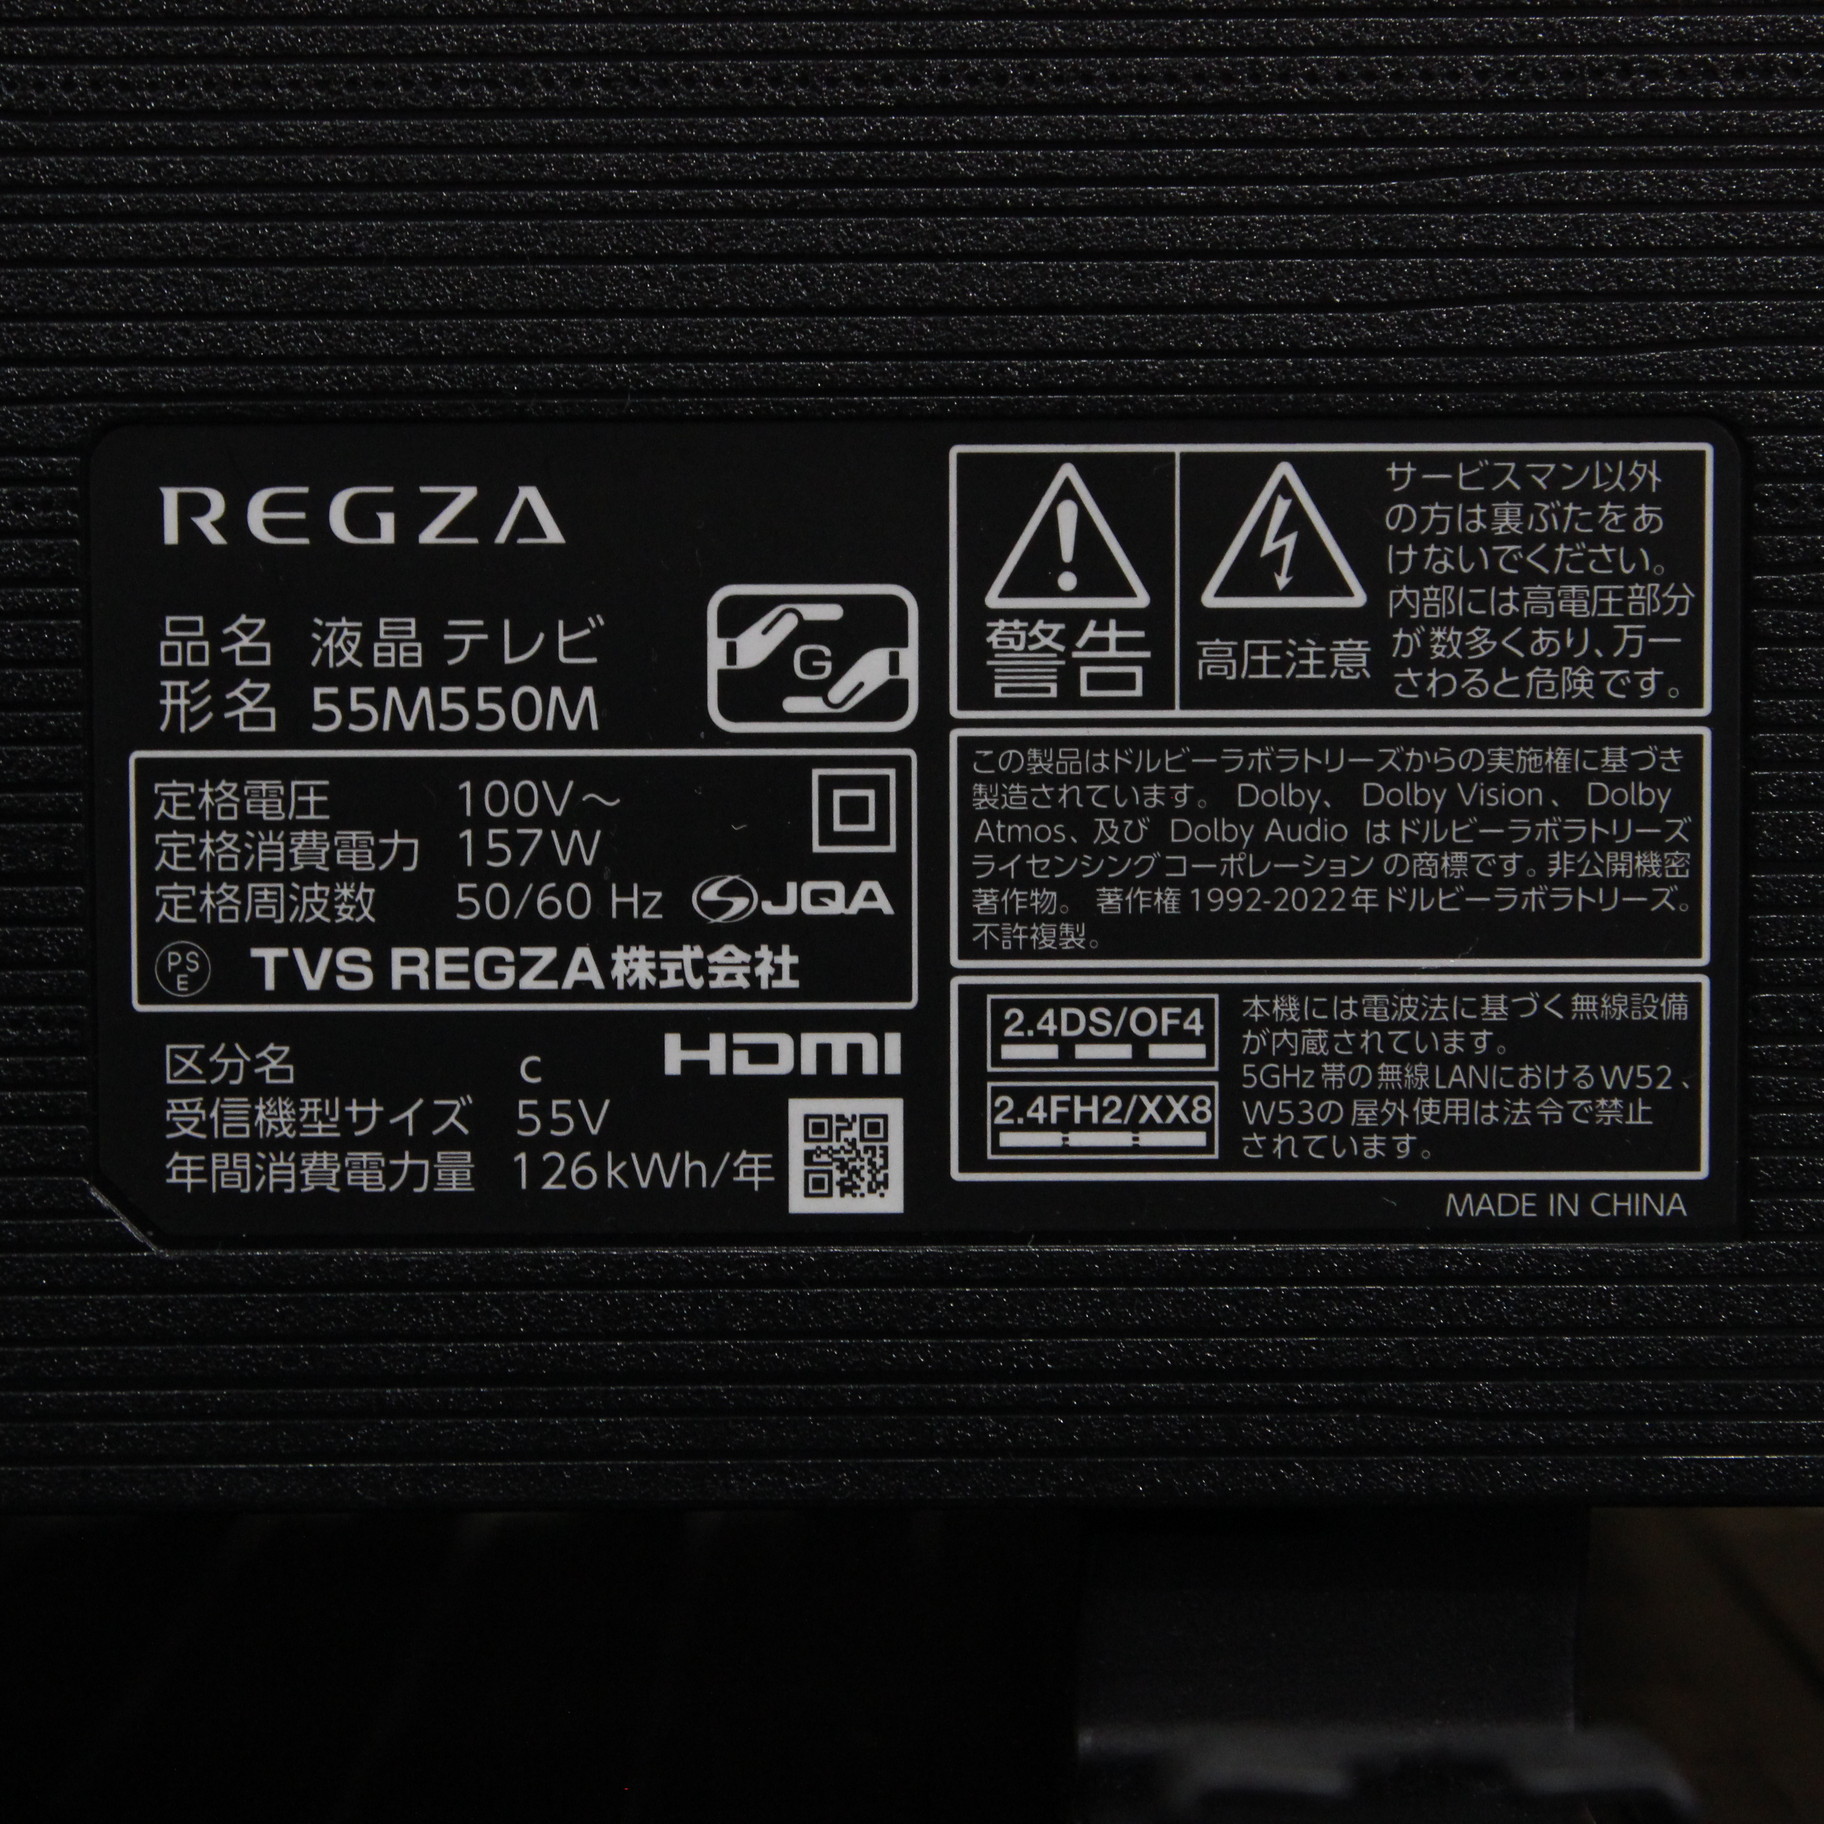 REGZA
品名 液晶テレビ
形名 55M550M
G
定格電圧 100V～
定格消費電力 157W
定格周波数 50/60 Hz
JQA
PS
E
TVS REGZA株式会社
区分名 c
HDMI
受信機型サイズ 55V
年間消費電力量 126kWh/年
警告
高圧注意
サービスマン以外
の方は裏ぶたをあ
けないでください。
内部には高電圧部分
が数多くあり、万一
さわると危険です。
この製品はドルビーラボラトリーズからの実施権に基づき
製造されています。 Dolby、 Dolby Vision、 Dolby
Atmos、及び Dolby Audio はドルビーラボラトリーズ
ライセンシングコーポレーションの商標です。非公開機密
著作物。 著作権 1992-2022年ドルビーラボラトリーズ。
不許複製。
2.4DS/OF4
2.4FH2/XX8
本機には電波法に基づく無線設備
が内蔵されています。
5GHz帯の無線LANにおけるW52、
W53の屋外使用は法令で禁止
されています。
MADE IN CHINA